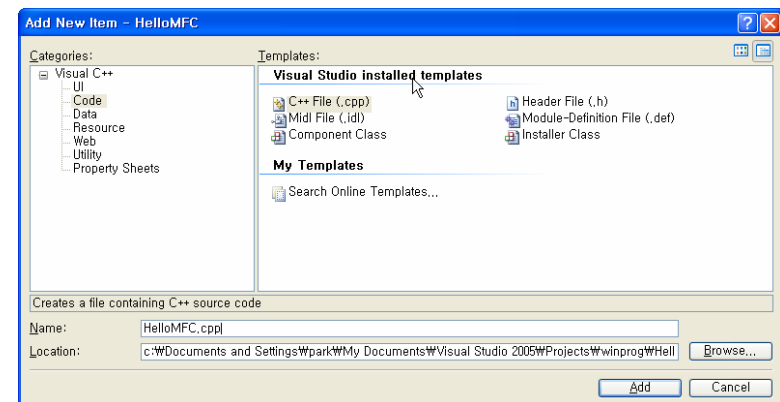 Add New Item - HelloMFC
Categories:
Templates:
Visual C++
UI
Code
Data
Resource
Web
Utility
Property Sheets
Visual Studio installed templates
C++ File (.cpp)
Header File (.h)
Midl File (.idl)
Module-Definition File (.def)
Component Class
Installer Class
My Templates
Search Online Templates...
Creates a file containing C++ source code
Name: HelloMFC.cpp
Location: c:₩Documents and Settings₩park₩My Documents₩Visual Studio 2005₩Projects₩winprog₩Hell Browse...
Add Cancel